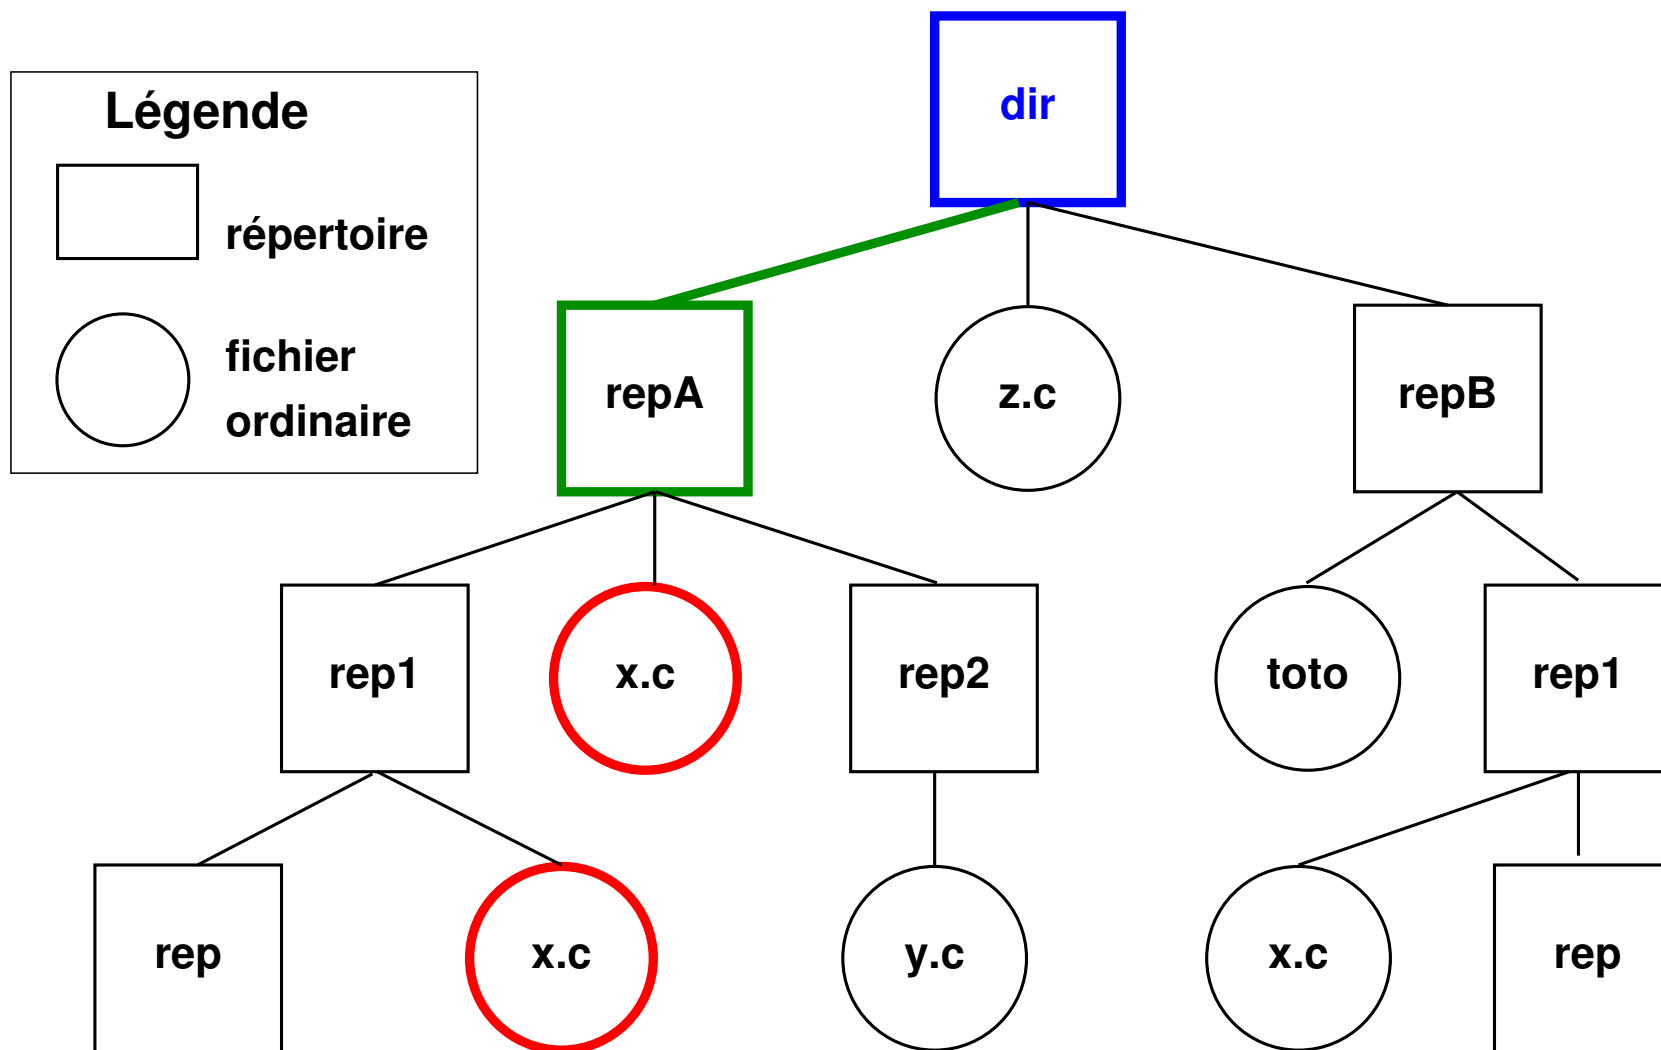 Légende
répertoire
fichier
ordinaire
dir
repA
z.c
repB
rep1
x.c
rep2
toto
rep1
rep
x.c
y.c
x.c
rep